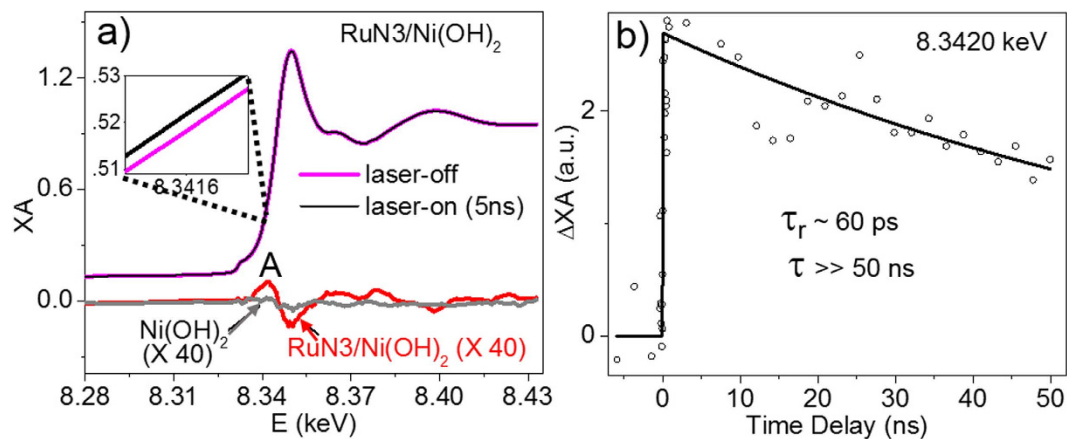 a)
RuN3/Ni(OH)₂
XA
1.2
0.6
0.0
.53
.52
.51
8.3416
laser-off
laser-on (5ns)
A
Ni(OH)₂
(X 40)
RuN3/Ni(OH)₂ (X 40)
8.28 8.31 8.34 8.37 8.40 8.43
E (keV)
b)
8.3420 keV
ΔXA (a.u.)
2
0
τᵣ ~ 60 ps
τ >> 50 ns
0 10 20 30 40 50
Time Delay (ns)